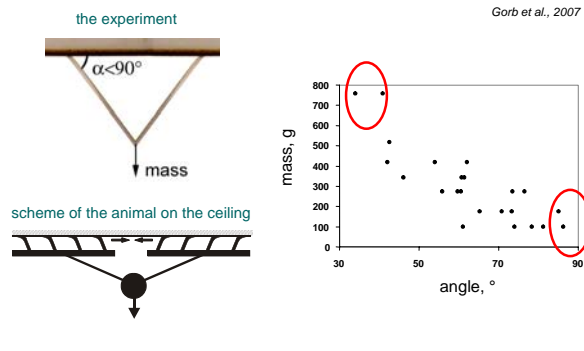 the experiment
Gorb et al., 2007
α<90°
mass
scheme of the animal on the ceiling
mass, g
800
700
600
500
400
300
200
100
0
30
50
70
90
angle, °